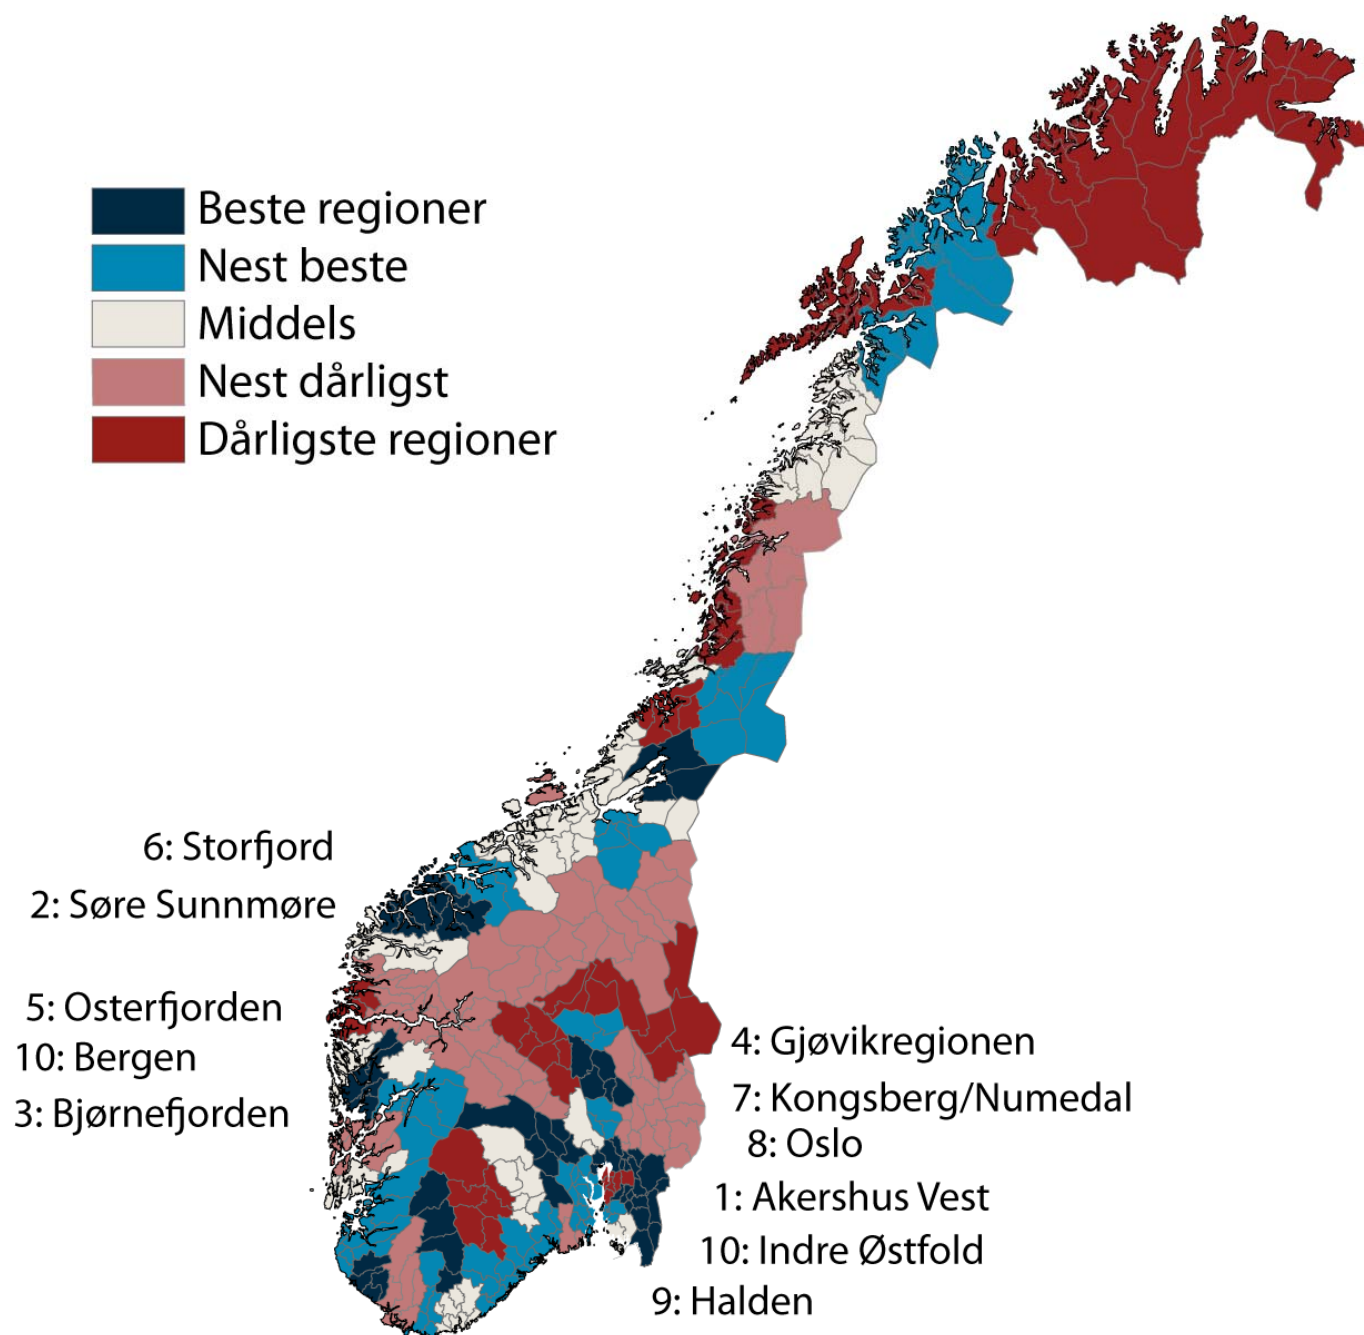 Beste regioner
Nest beste
Middels
Nest dårligst
Dårligste regioner
6: Storfjord
2: Søre Sunnmøre
5: Osterfjorden
10: Bergen
3: Bjørnefjorden
4: Gjøvikregionen
7: Kongsberg/Numedal
8: Oslo
1: Akershus Vest
10: Indre Østfold
9: Halden